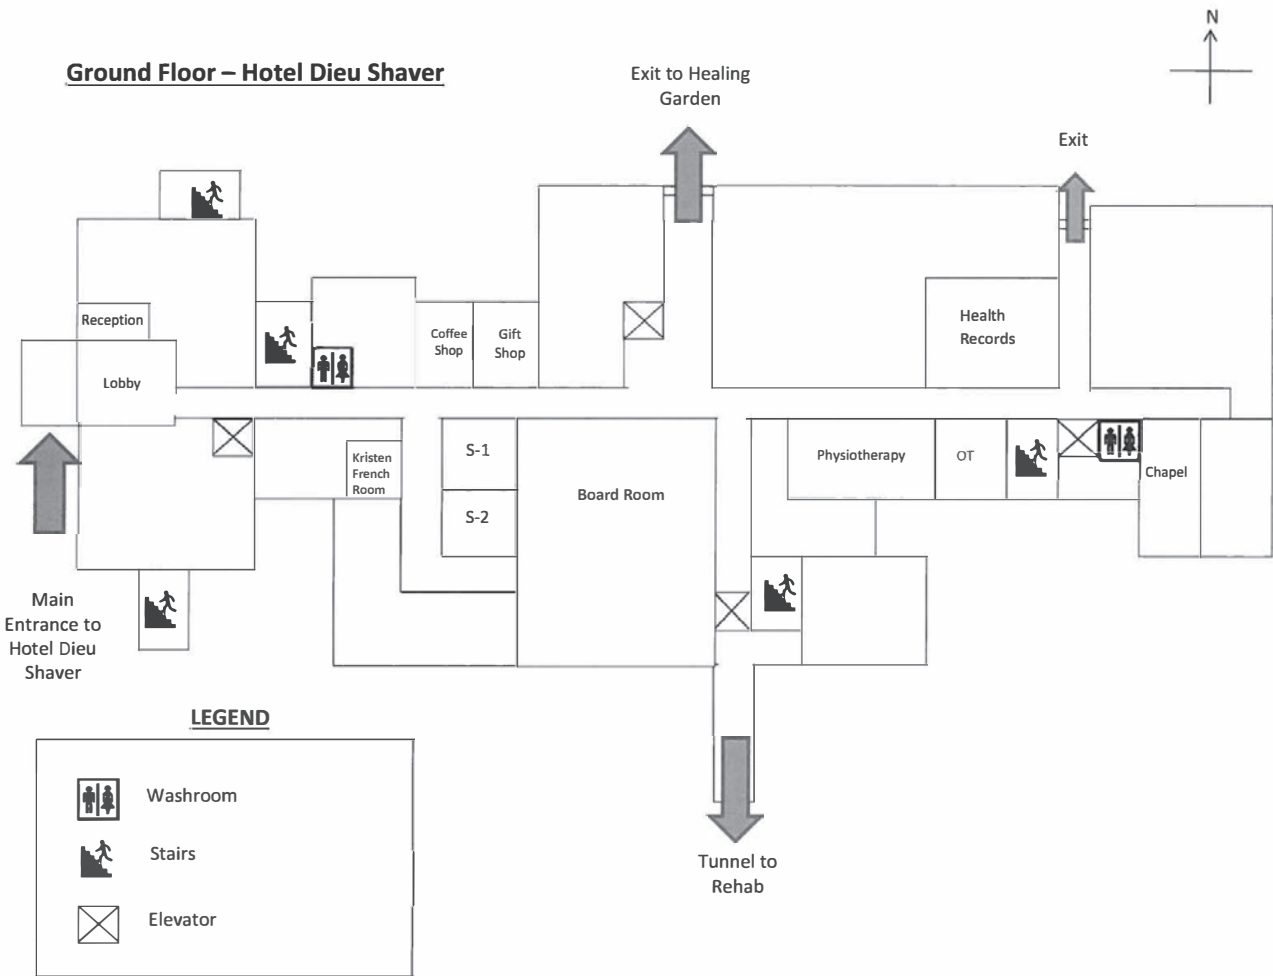 N
Ground Floor – Hotel Dieu Shaver
Exit to Healing
Garden
Exit
Reception
Lobby
Coffee
Shop
Gift
Shop
Health
Records
Kristen
French
Room
S-1
S-2
Board Room
Physiotherapy
OT
Chapel
Main
Entrance to
Hotel Dieu
Shaver
Tunnel to
Rehab
LEGEND
Washroom
Stairs
Elevator